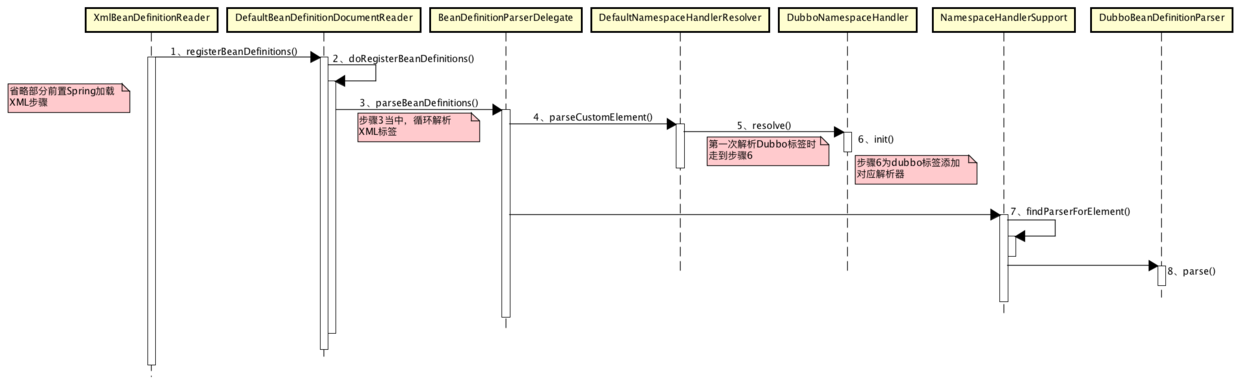 XmlBeanDefinitionReader
DefaultBeanDefinitionDocumentReader
BeanDefinitionParserDelegate
DefaultNamespaceHandlerResolver
DubboNamespaceHandler
NamespaceHandlerSupport
DubboBeanDefinitionParser
1、registerBeanDefinitions()
2、doRegisterBeanDefinitions()
省略部分前置Spring加载
XML步骤
3、parseBeanDefinitions()
步骤3当中，循环解析
XML标签
4、parseCustomElement()
5、resolve()
第一次解析Dubbo标签时
走到步骤6
6、init()
步骤6为dubbo标签添加
对应解析器
7、findParserForElement()
8、parse()